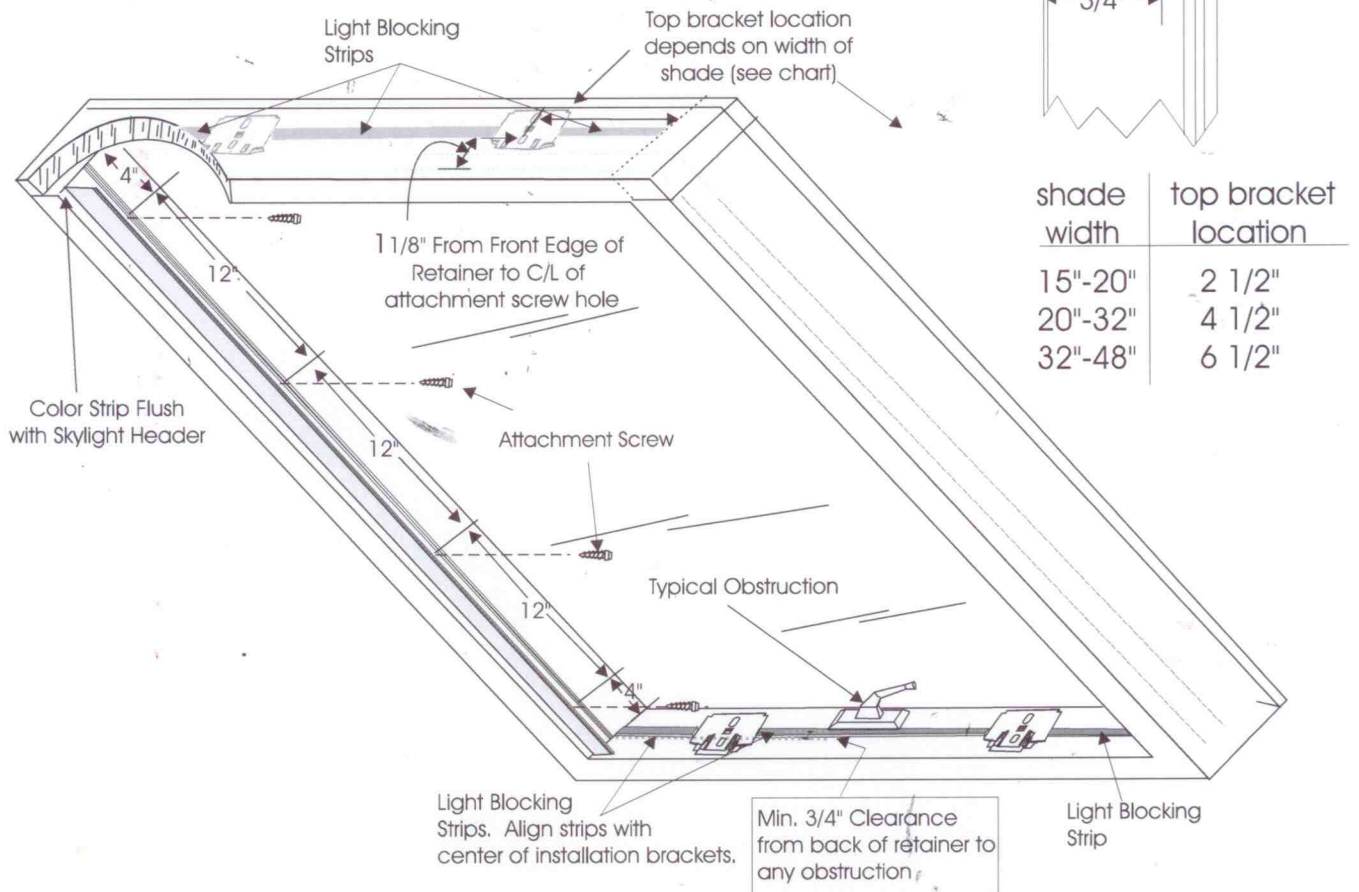 Light Blocking
Strips
Top bracket location
depends on width of
shade (see chart)
3/4"
4"
12"
1 1/8" From Front Edge of
Retainer to C/L of
attachment screw hole
shade width | top bracket location
15"-20" 2 1/2"
20"-32" 4 1/2"
32"-48" 6 1/2"
Color Strip Flush
with Skylight Header
12"
Attachment Screw
12"
Typical Obstruction
4"
Light Blocking
Strips. Align strips with
center of installation brackets.
Min. 3/4" Clearance
from back of retainer to
any obstruction
Light Blocking
Strip